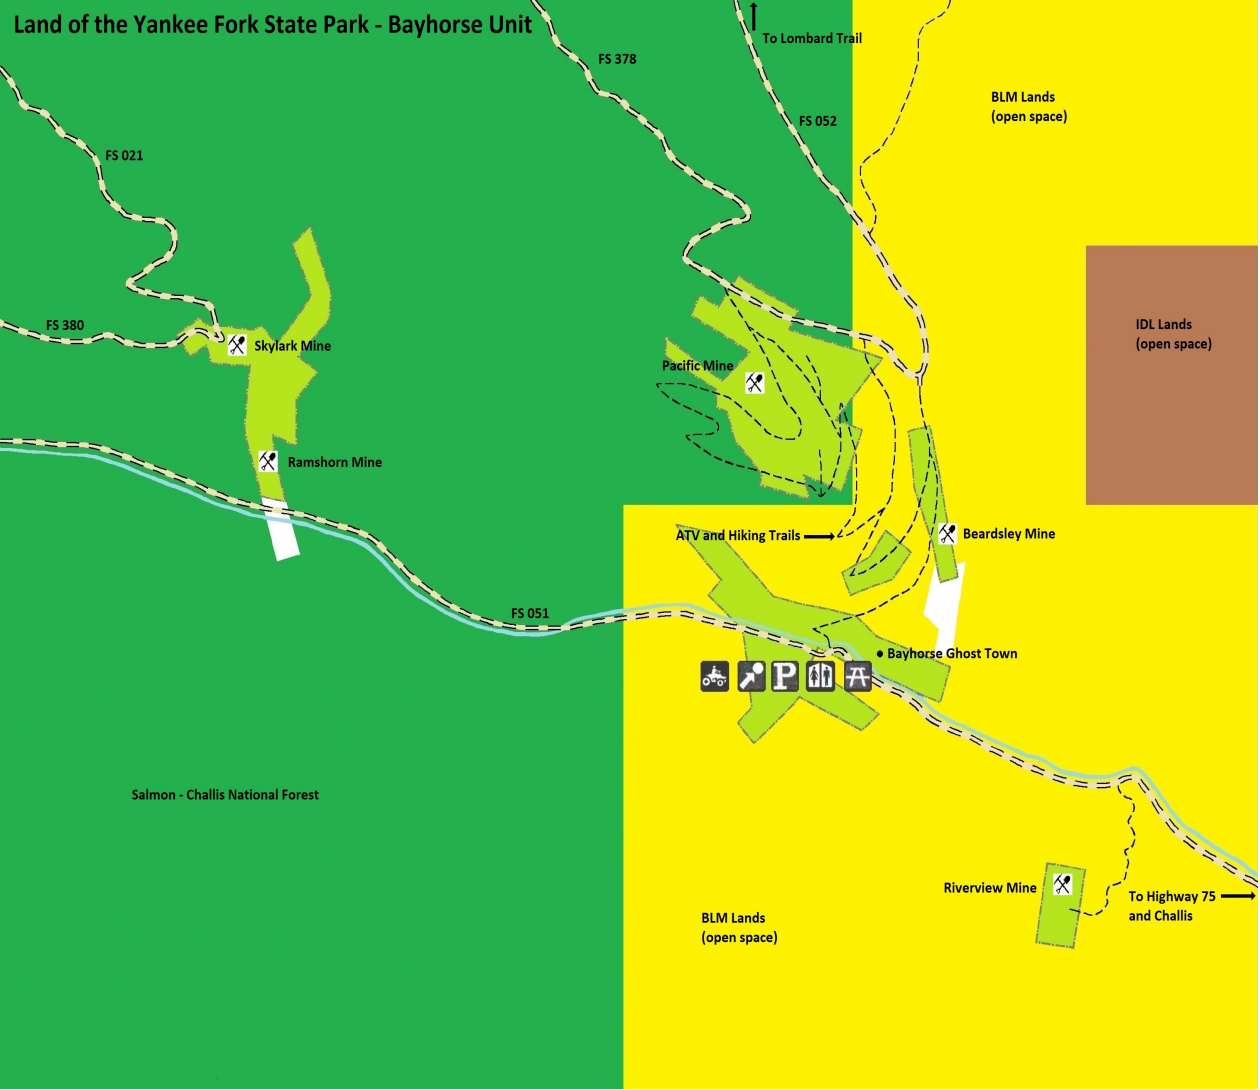 Land of the Yankee Fork State Park - Bayhorse Unit
To Lombard Trail
FS 378
BLM Lands
(open space)
FS 052
FS 021
FS 380
IDL Lands
(open space)
Skylark Mine
Pacific Mine
Ramshorn Mine
ATV and Hiking Trails
Beardsley Mine
FS 051
Bayhorse Ghost Town
P
Salmon - Challis National Forest
Riverview Mine
To Highway 75
and Challis
BLM Lands
(open space)